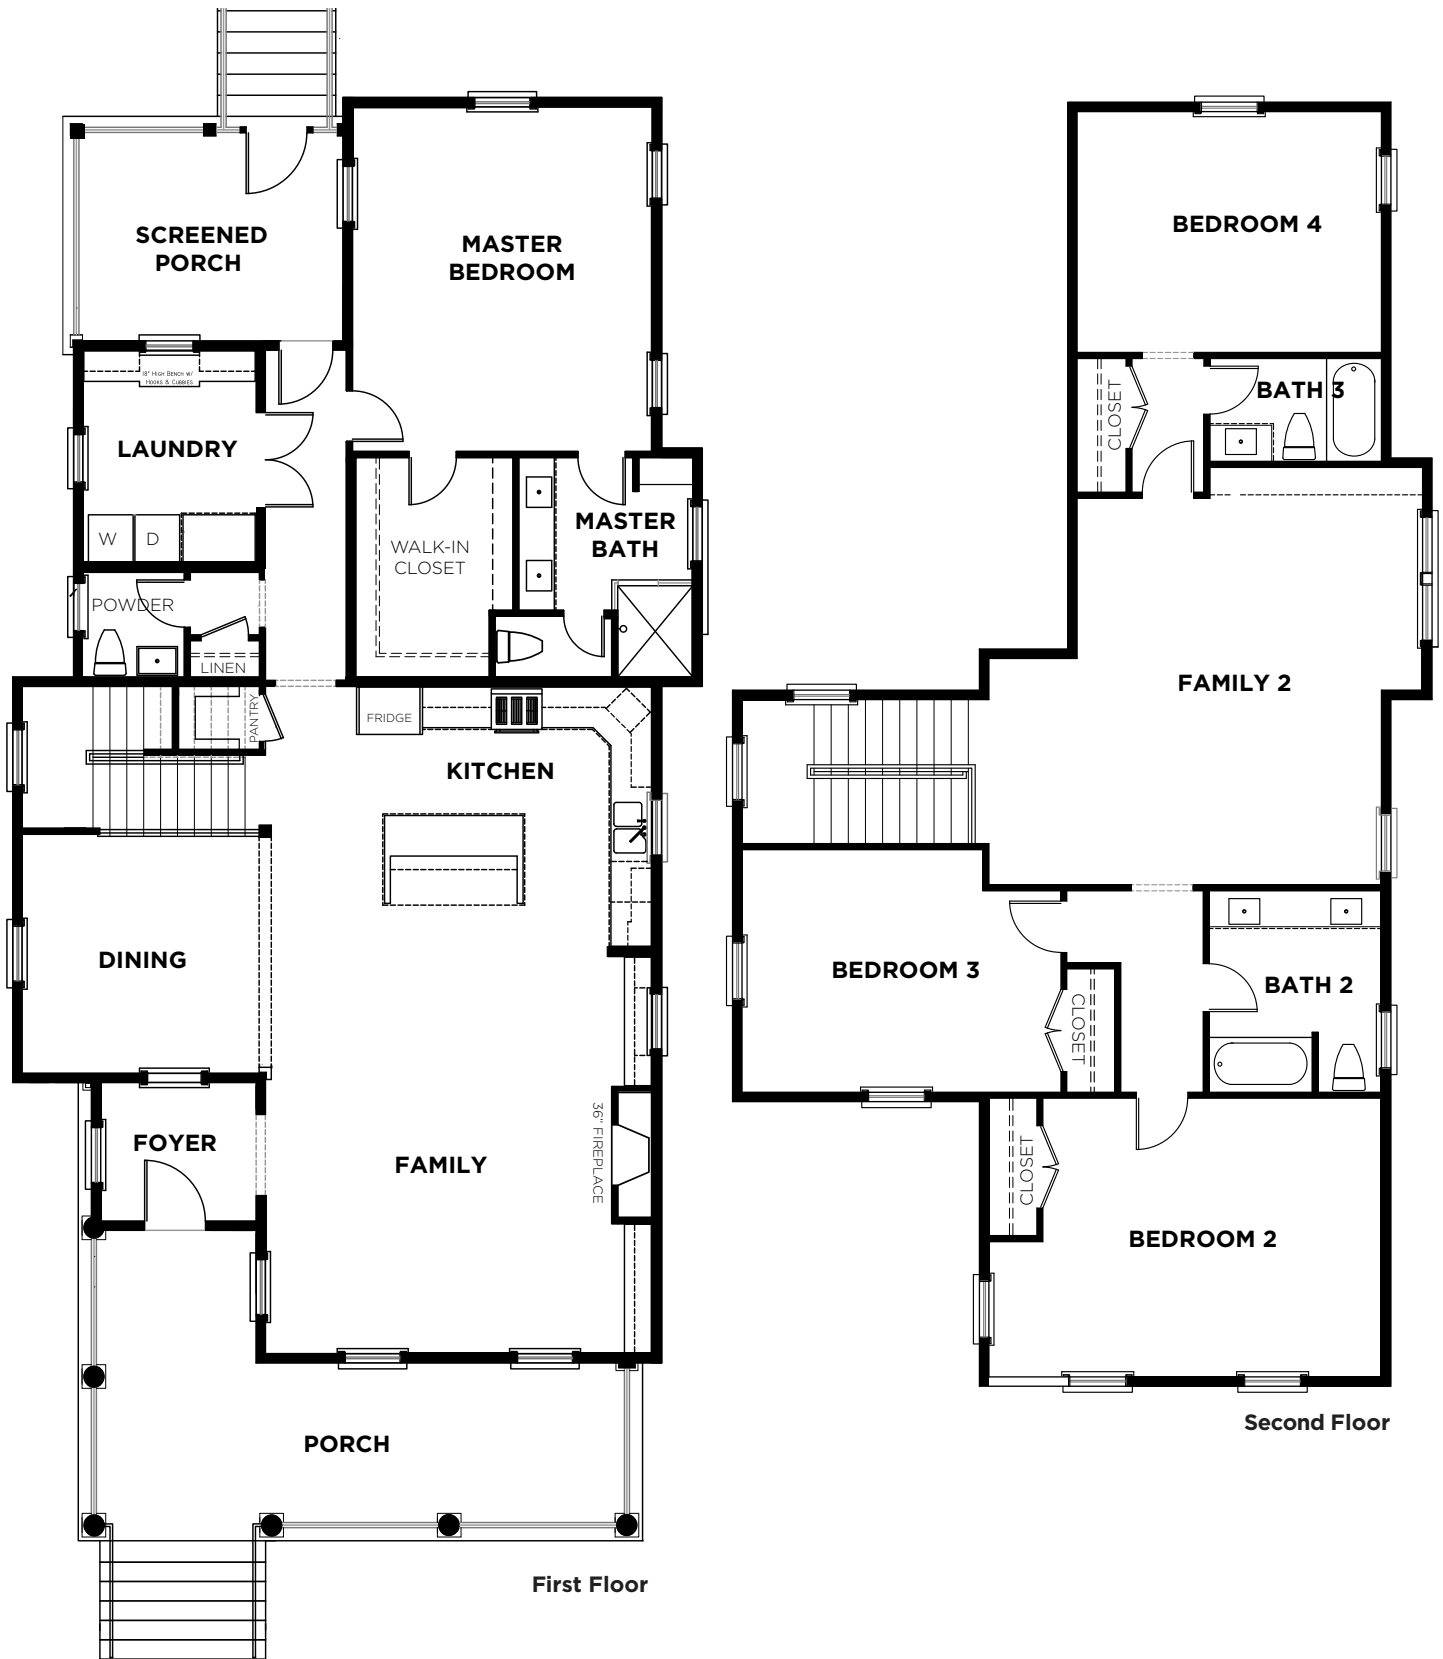 SCREENED
PORCH
MASTER
BEDROOM
18" High Bench w/
Hooks & Cubbies
LAUNDRY
W
D
WALK-IN
CLOSET
MASTER
BATH
POWDER
LINEN
PANTRY
FRIDGE
KITCHEN
DINING
FOYER
FAMILY
36" FIREPLACE
PORCH
First Floor
BEDROOM 4
CLOSET
BATH 3
FAMILY 2
BEDROOM 3
CLOSET
BATH 2
CLOSET
BEDROOM 2
Second Floor